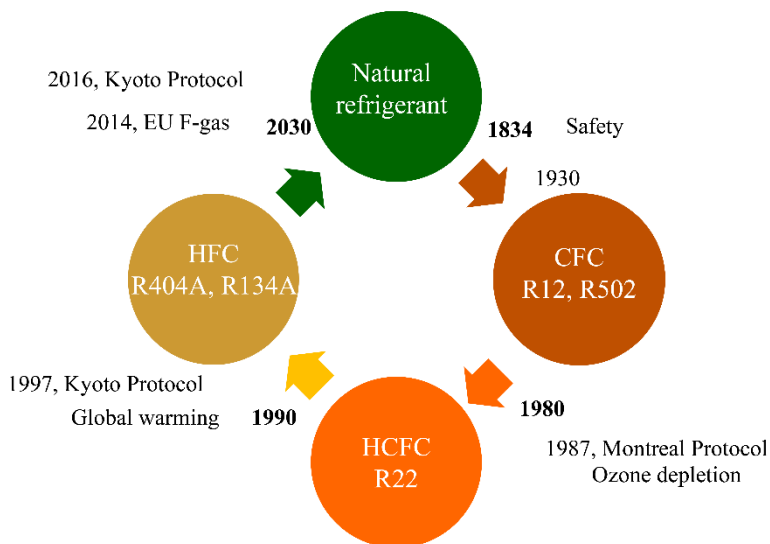 Natural
refrigerant
2016, Kyoto Protocol
2014, EU F-gas
2030
1834
Safety
1930
HFC
R404A, R134A
CFC
R12, R502
1997, Kyoto Protocol
Global warming
1990
1980
HCFC
R22
1987, Montreal Protocol
Ozone depletion